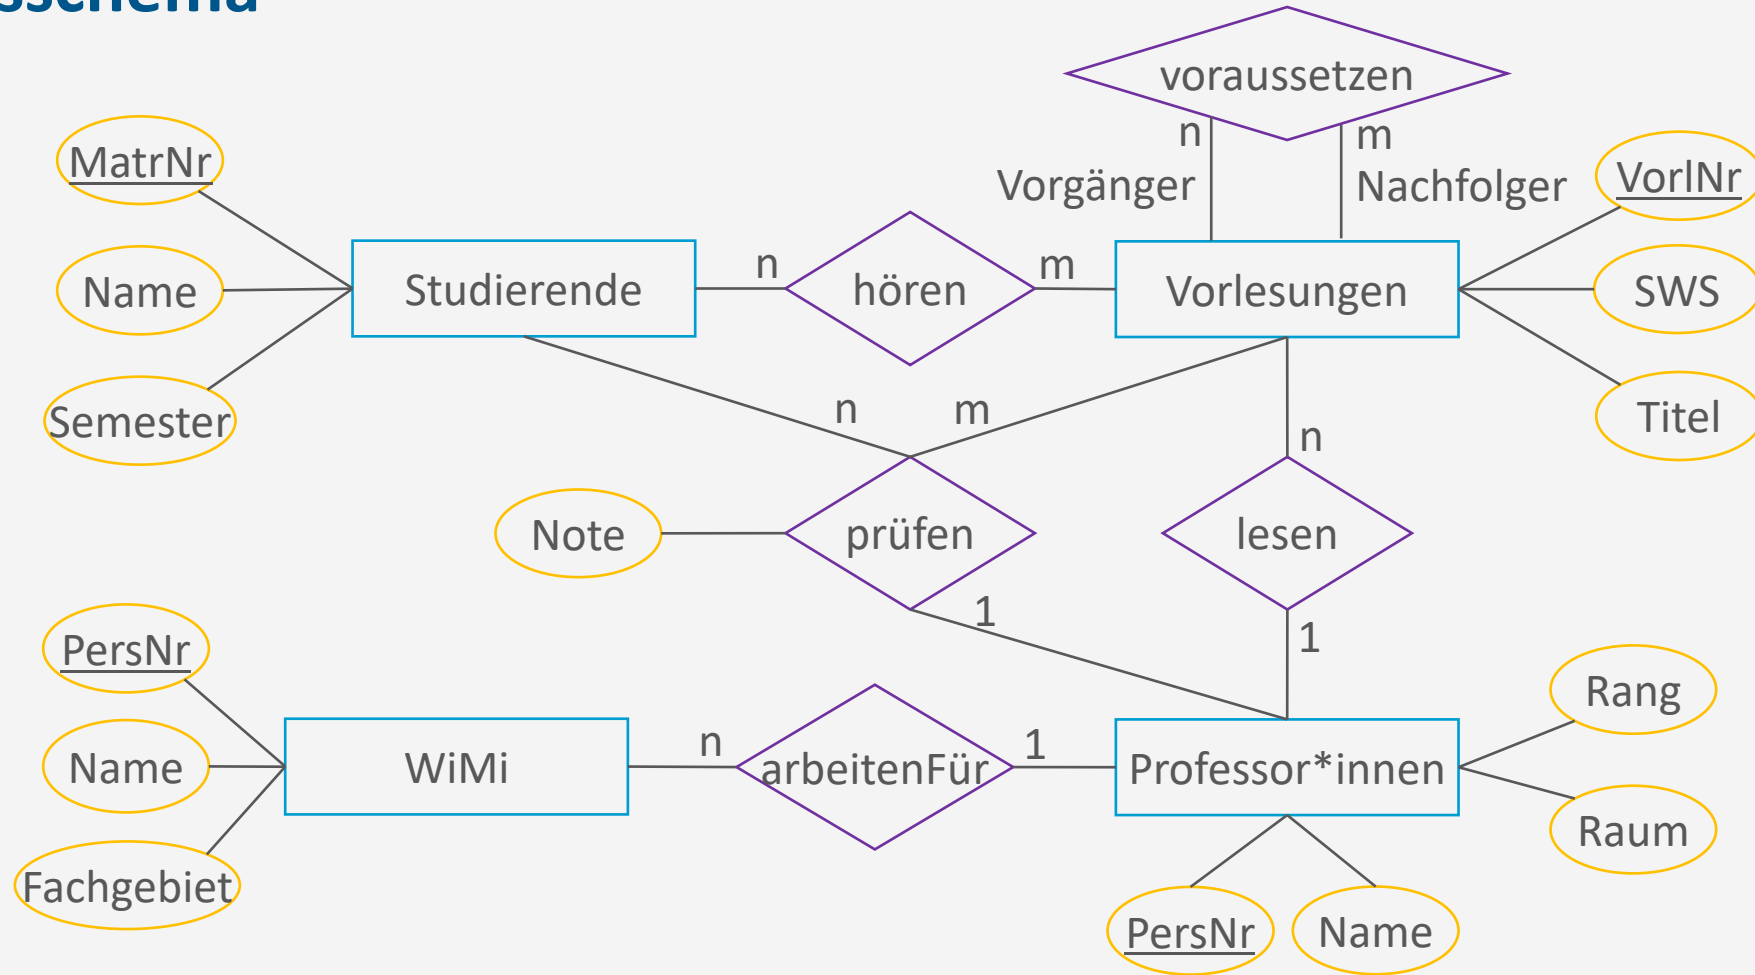 sschema
voraussetzen
n
m
Vorgänger
Nachfolger
MatrNr
VorlNr
Name
Studierende
n
hören
m
Vorlesungen
SWS
Semester
n
m
n
Titel
Note
prüfen
lesen
1
1
PersNr
Rang
Name
WiMi
n
arbeitenFür
1
Professor*innen
Raum
Fachgebiet
PersNr
Name